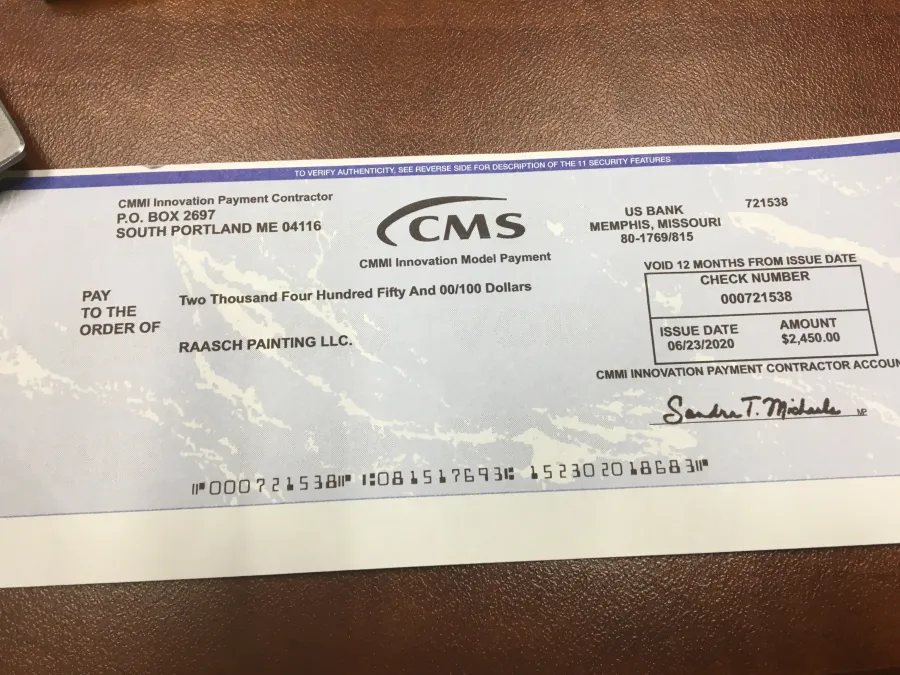 TO VERIFY AUTHENTICITY, SEE REVERSE SIDE FOR DESCRIPTION OF THE 11 SECURITY FEATURES
CMMI Innovation Payment Contractor
P.O. BOX 2697
SOUTH PORTLAND ME 04116
CMS
CMMI Innovation Model Payment
US BANK
MEMPHIS, MISSOURI
80-1769/815
721538
VOID 12 MONTHS FROM ISSUE DATE
CHECK NUMBER
000721538
ISSUE DATE
06/23/2020
AMOUNT
$2,450.00
PAY
TO THE
ORDER OF
Two Thousand Four Hundred Fifty And 00/100 Dollars
RAASCH PAINTING LLC.
CMMI INNOVATION PAYMENT CONTRACTOR ACCOUN
Sandra T. Michaels MP
⑈000721538⑈ ⑆081517693⑆ 152302018683⑈